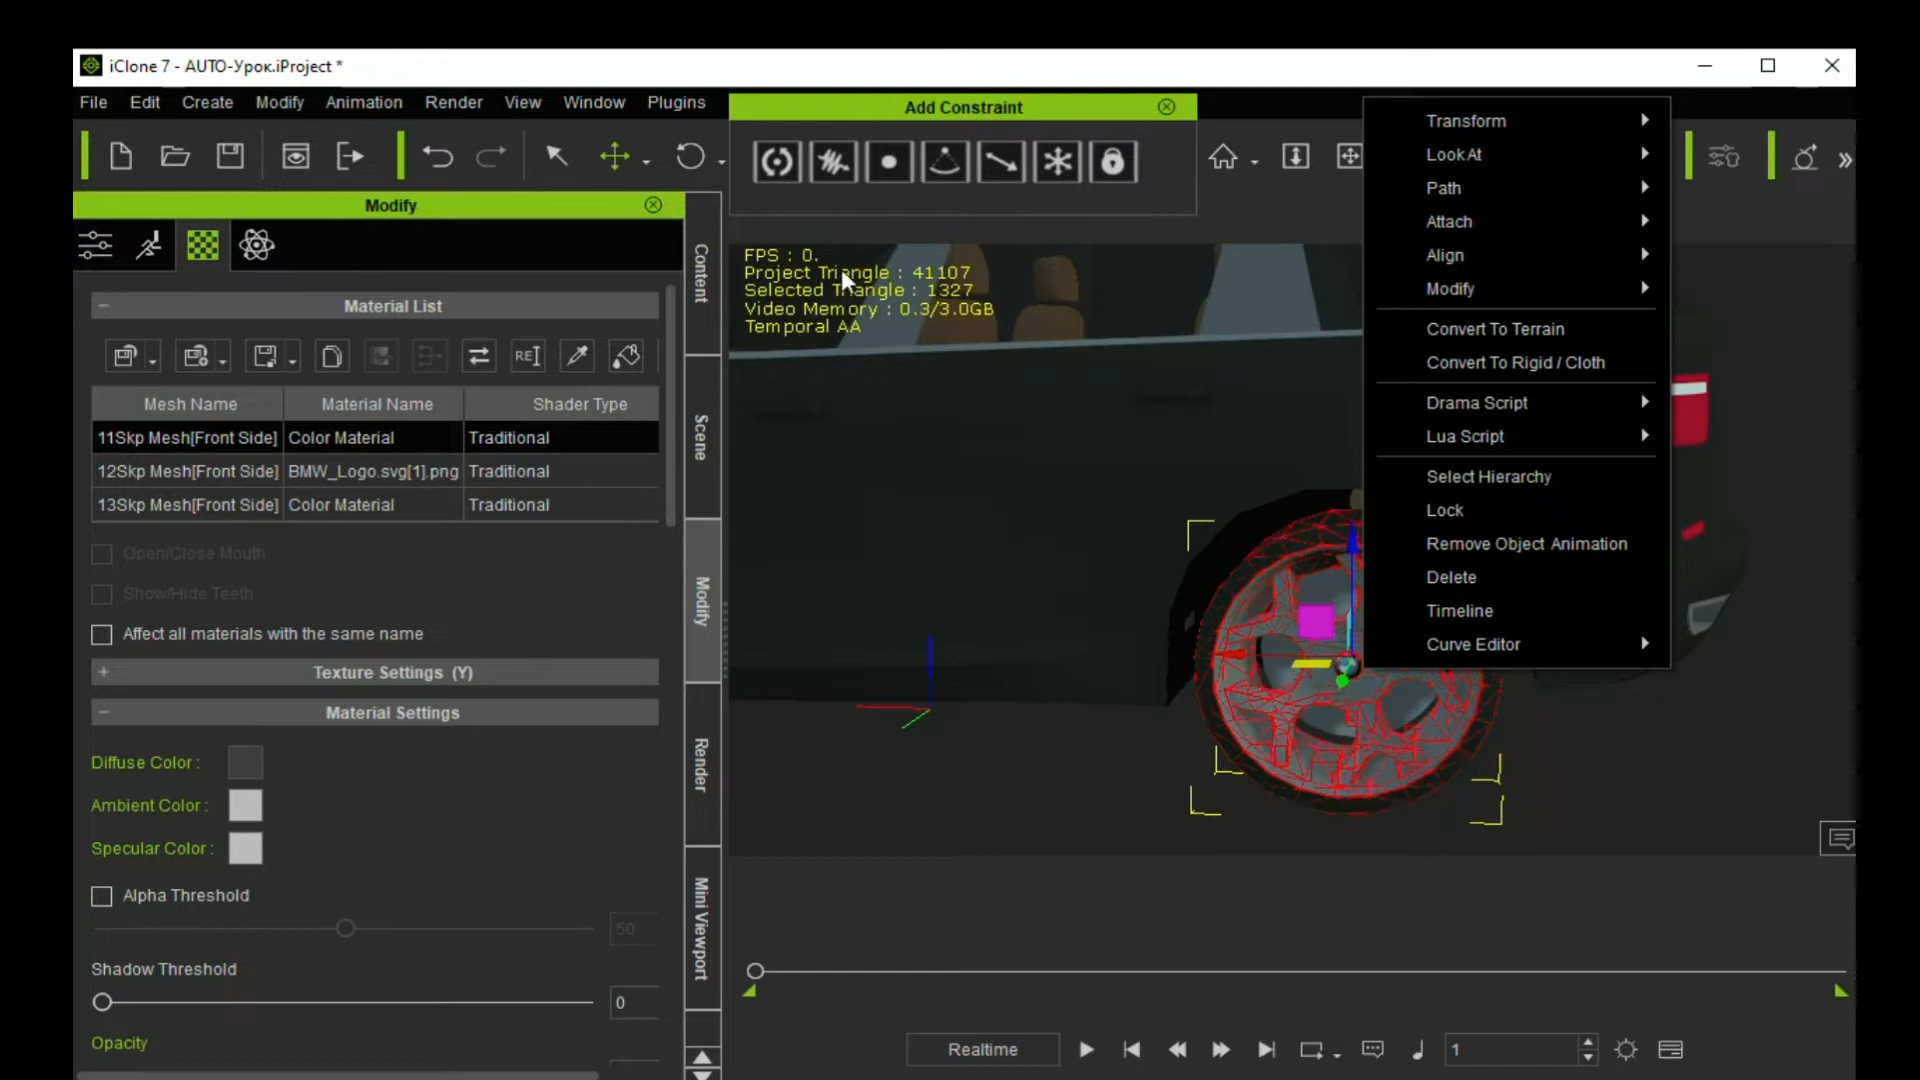 iClone 7 - AUTO-Урок.iProject *
File Edit Create Modify Animation Render View Window Plugins
Add Constraint
Modify
Content
Scene
Modify
Render
Mini Viewport
Material List
RE
Mesh Name Material Name Shader Type
11Skp Mesh[Front Side] Color Material Traditional
12Skp Mesh[Front Side] BMW_Logo.svg[1].png Traditional
13Skp Mesh[Front Side] Color Material Traditional
Open/Close Mouth
Show/Hide Teeth
Affect all materials with the same name
Texture Settings (Y)
Material Settings
Diffuse Color :
Ambient Color :
Specular Color :
Alpha Threshold
50
Shadow Threshold
0
Opacity
FPS : 0.
Project Triangle : 41107
Selected Triangle : 1327
Video Memory : 0.3/3.0GB
Temporal AA
Transform
Look At
Path
Attach
Align
Modify
Convert To Terrain
Convert To Rigid / Cloth
Drama Script
Lua Script
Select Hierarchy
Lock
Remove Object Animation
Delete
Timeline
Curve Editor
Realtime
1